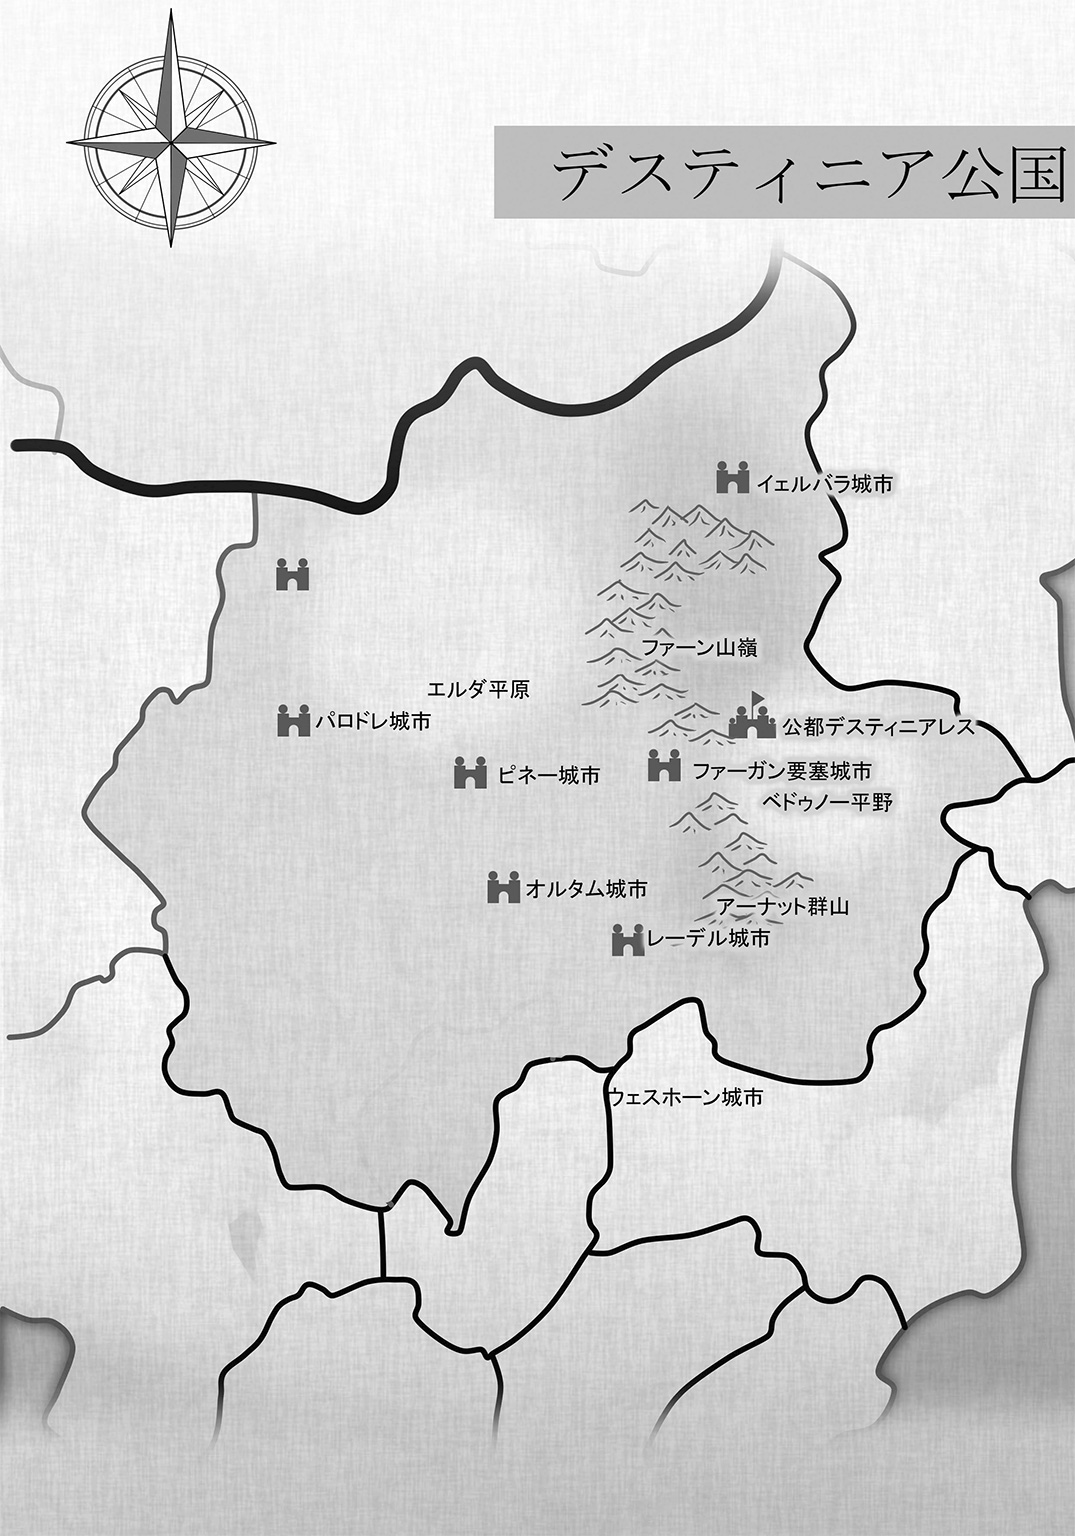 デスティニア公国
イェルバラ城市
ファーン山嶺
エルダ平原
パロドレ城市
公都デスティニアレス
ピネー城市
ファーガン要塞城市
ベドゥノー平野
オルタム城市
アーナット群山
レーデル城市
ウェスホーン城市